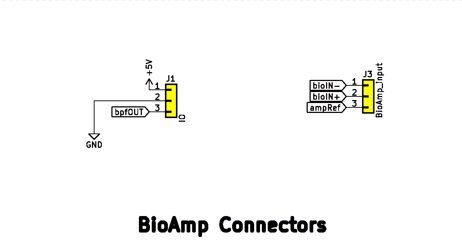 +5V
J1
1
2
3
bpfOUT
IO
GND
J3
bioIN- 1
bioIN+ 2
ampRef 3
BioAmp_input
BioAmp Connectors